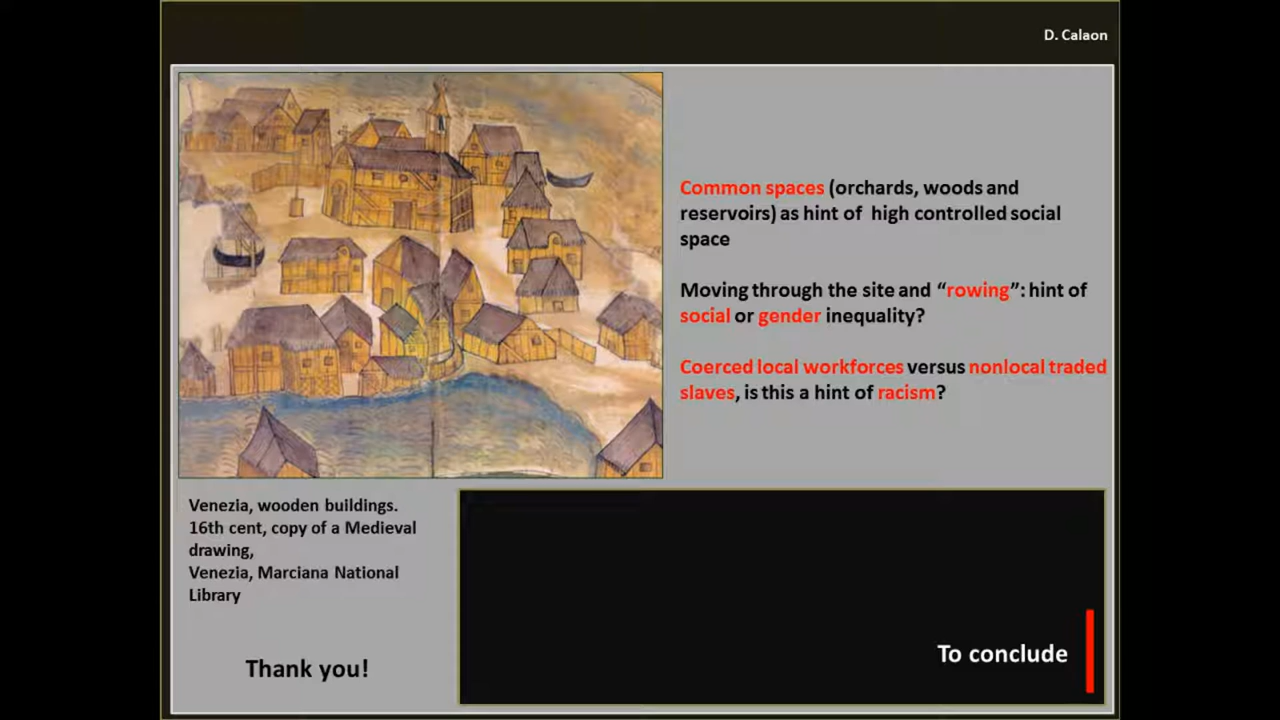 D. Calaon
Common spaces (orchards, woods and
reservoirs) as hint of high controlled social
space
Moving through the site and “rowing”: hint of
social or gender inequality?
Coerced local workforces versus nonlocal traded
slaves, is this a hint of racism?
Venezia, wooden buildings.
16th cent, copy of a Medieval
drawing,
Venezia, Marciana National
Library
Thank you!
To conclude